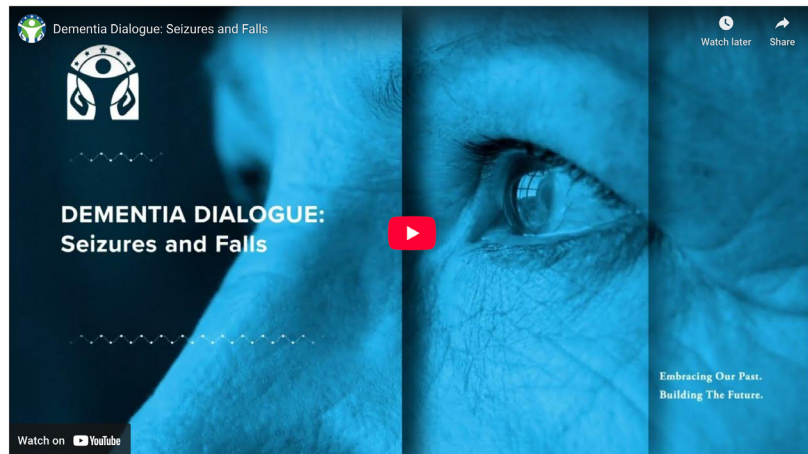 Dementia Dialogue: Seizures and Falls
Watch later
Share
DEMENTIA DIALOGUE:
Seizures and Falls
Embracing Our Past.
Building The Future.
Watch on YouTube